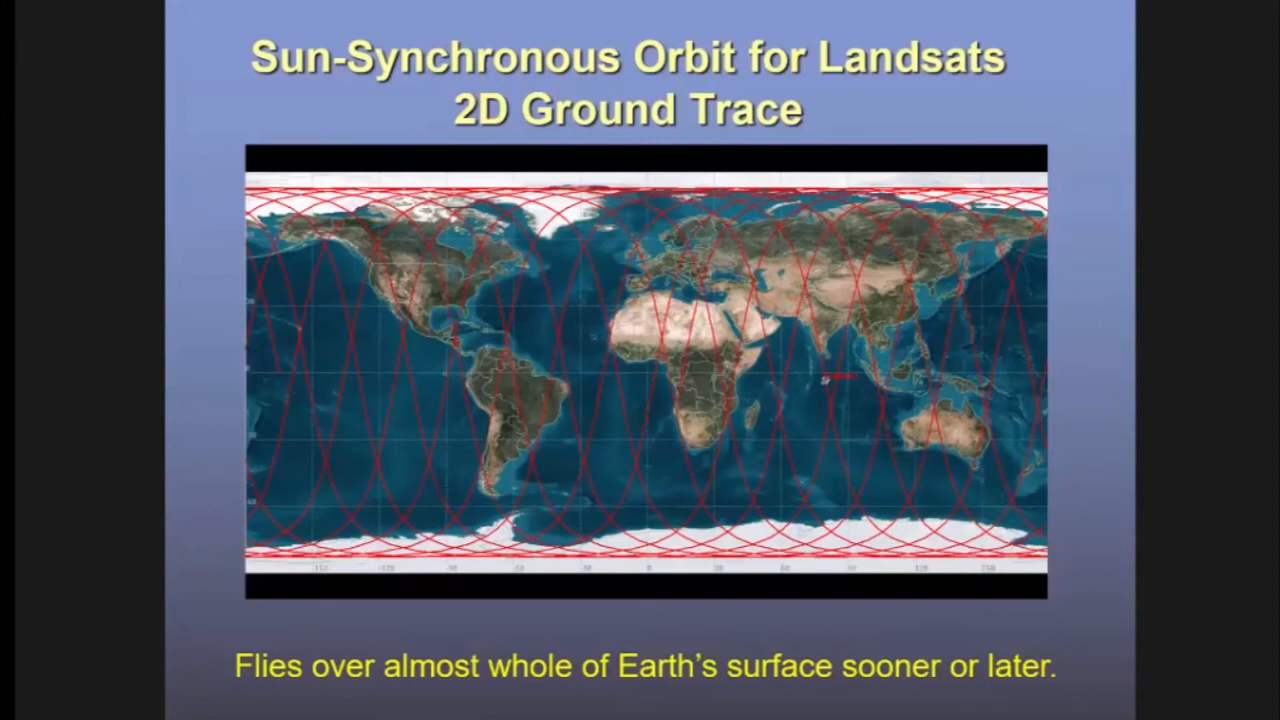 Sun-Synchronous Orbit for Landsats
2D Ground Trace
Flies over almost whole of Earth's surface sooner or later.